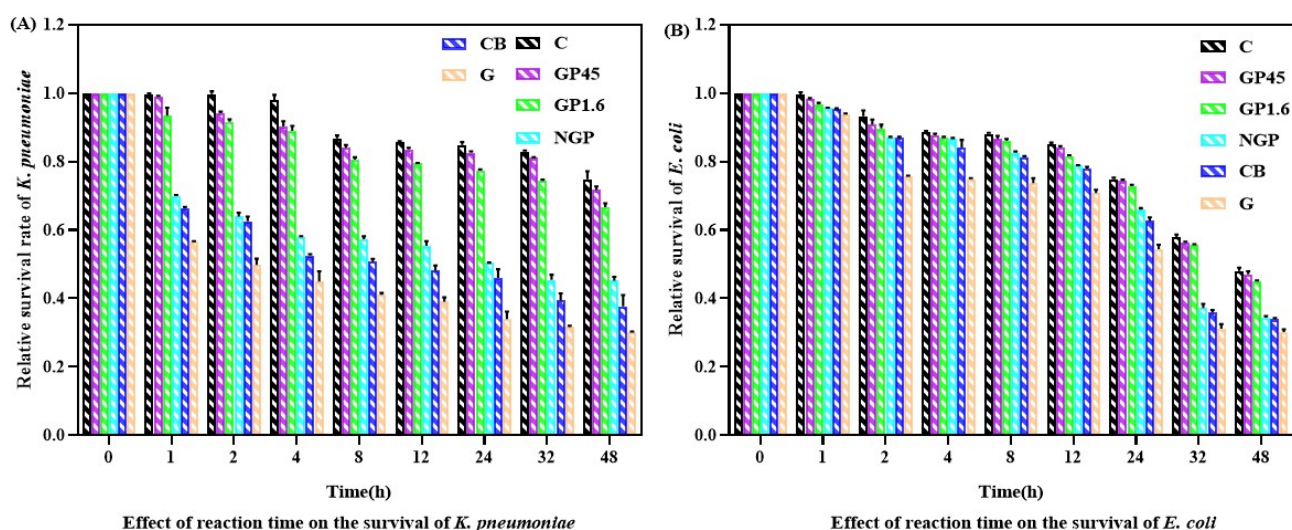 (A)
Relative survival rate of K. pneumoniae
1.2
1.0
0.8
0.6
0.4
0.2
0.0
CB
G
C
GP45
GP1.6
NGP
0 1 2 4 8 12 24 32 48
Time(h)
Effect of reaction time on the survival of K. pneumoniae
(B)
Relative survival of E. coli
1.2
1.0
0.8
0.6
0.4
0.2
0.0
C
GP45
GP1.6
NGP
CB
G
0 1 2 4 8 12 24 32 48
Time(h)
Effect of reaction time on the survival of E. coli